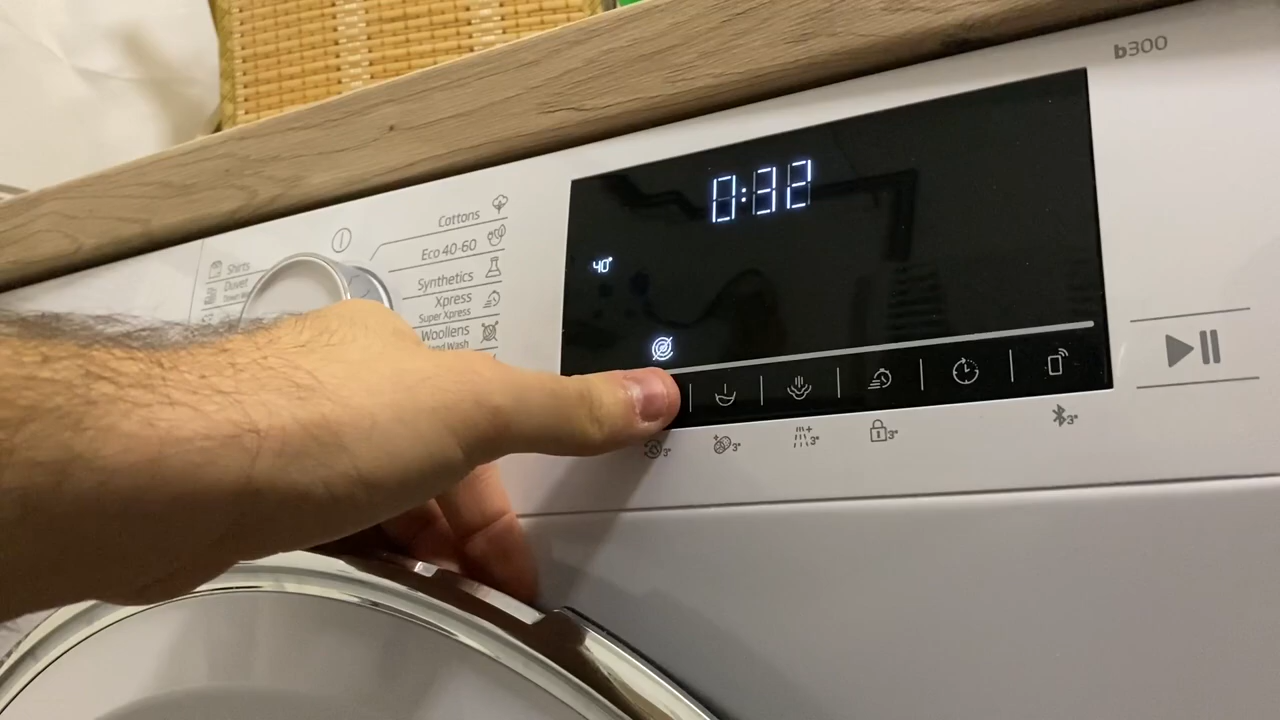 b300
0:32
40°
Cottons
Eco 40-60
Synthetics
Xpress
Super Xpress
Woollens
Hand Wash
Shirts
Duvet
3"
3"
3"
3"
3"